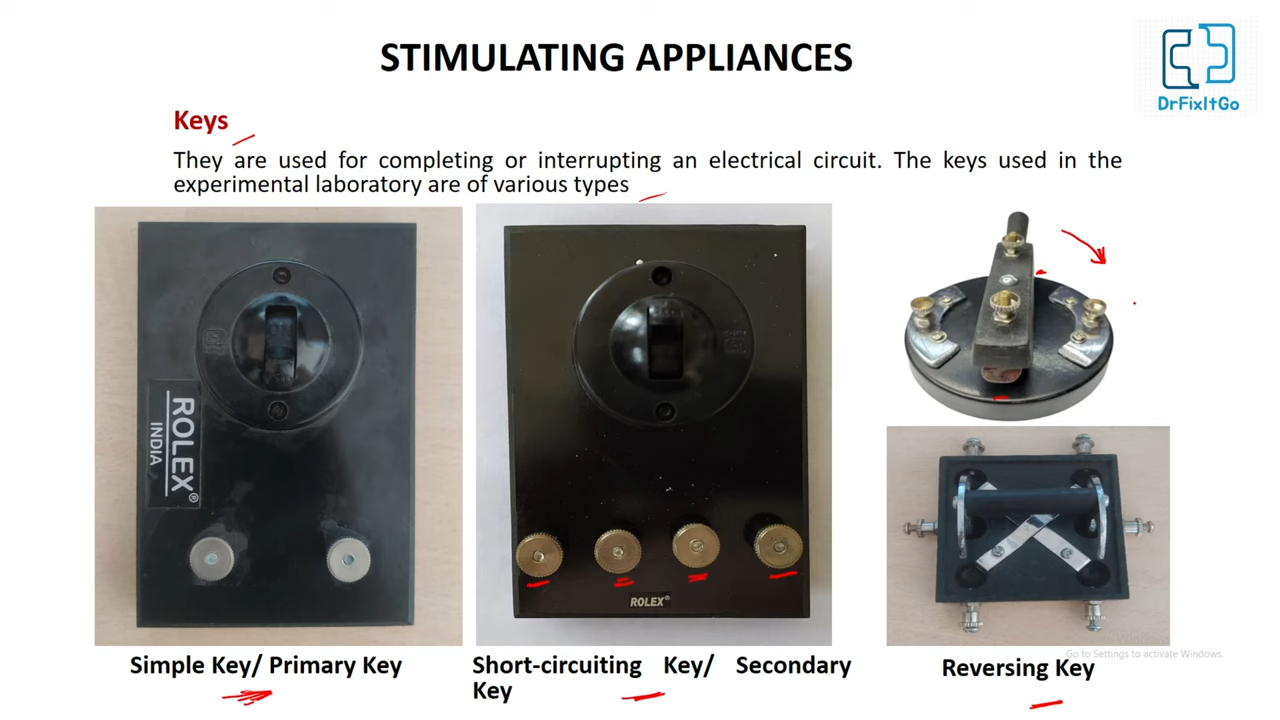 STIMULATING APPLIANCES
DrFixItGo
Keys
They are used for completing or interrupting an electrical circuit. The keys used in the
experimental laboratory are of various types
ROLEX®
INDIA
ROLEX®
Go to Settings to activate Windows.
Simple Key/ Primary Key
Short-circuiting Key/ Secondary
Key
Reversing Key